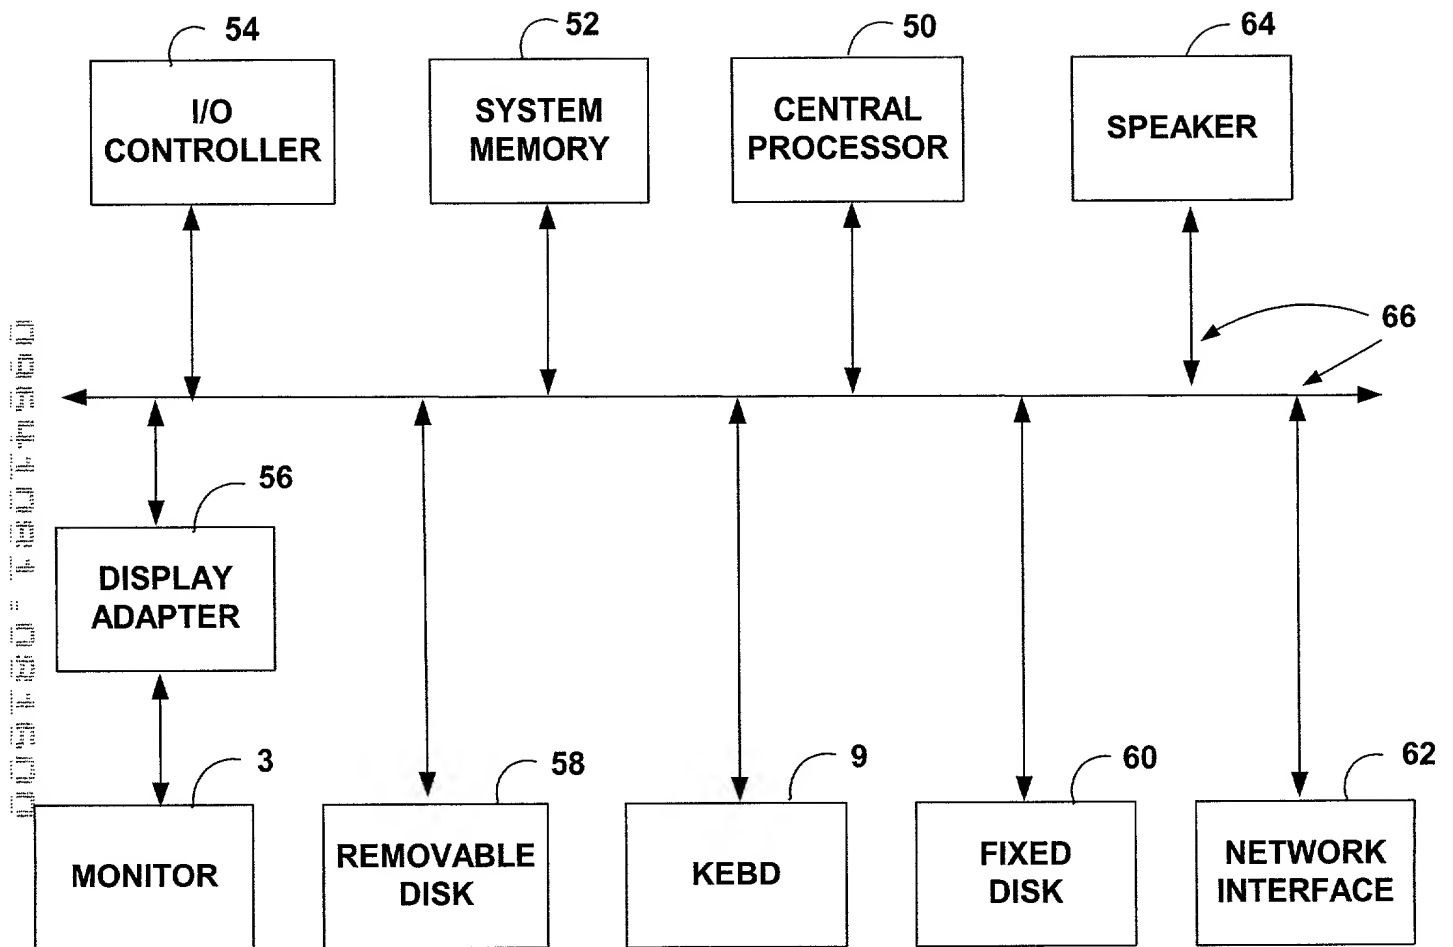 54
52
50
64
I/O
CONTROLLER
SYSTEM
MEMORY
CENTRAL
PROCESSOR
SPEAKER
66
56
DISPLAY
ADAPTER
3
58
9
60
62
MONITOR
REMOVABLE
DISK
KEBD
FIXED
DISK
NETWORK
INTERFACE